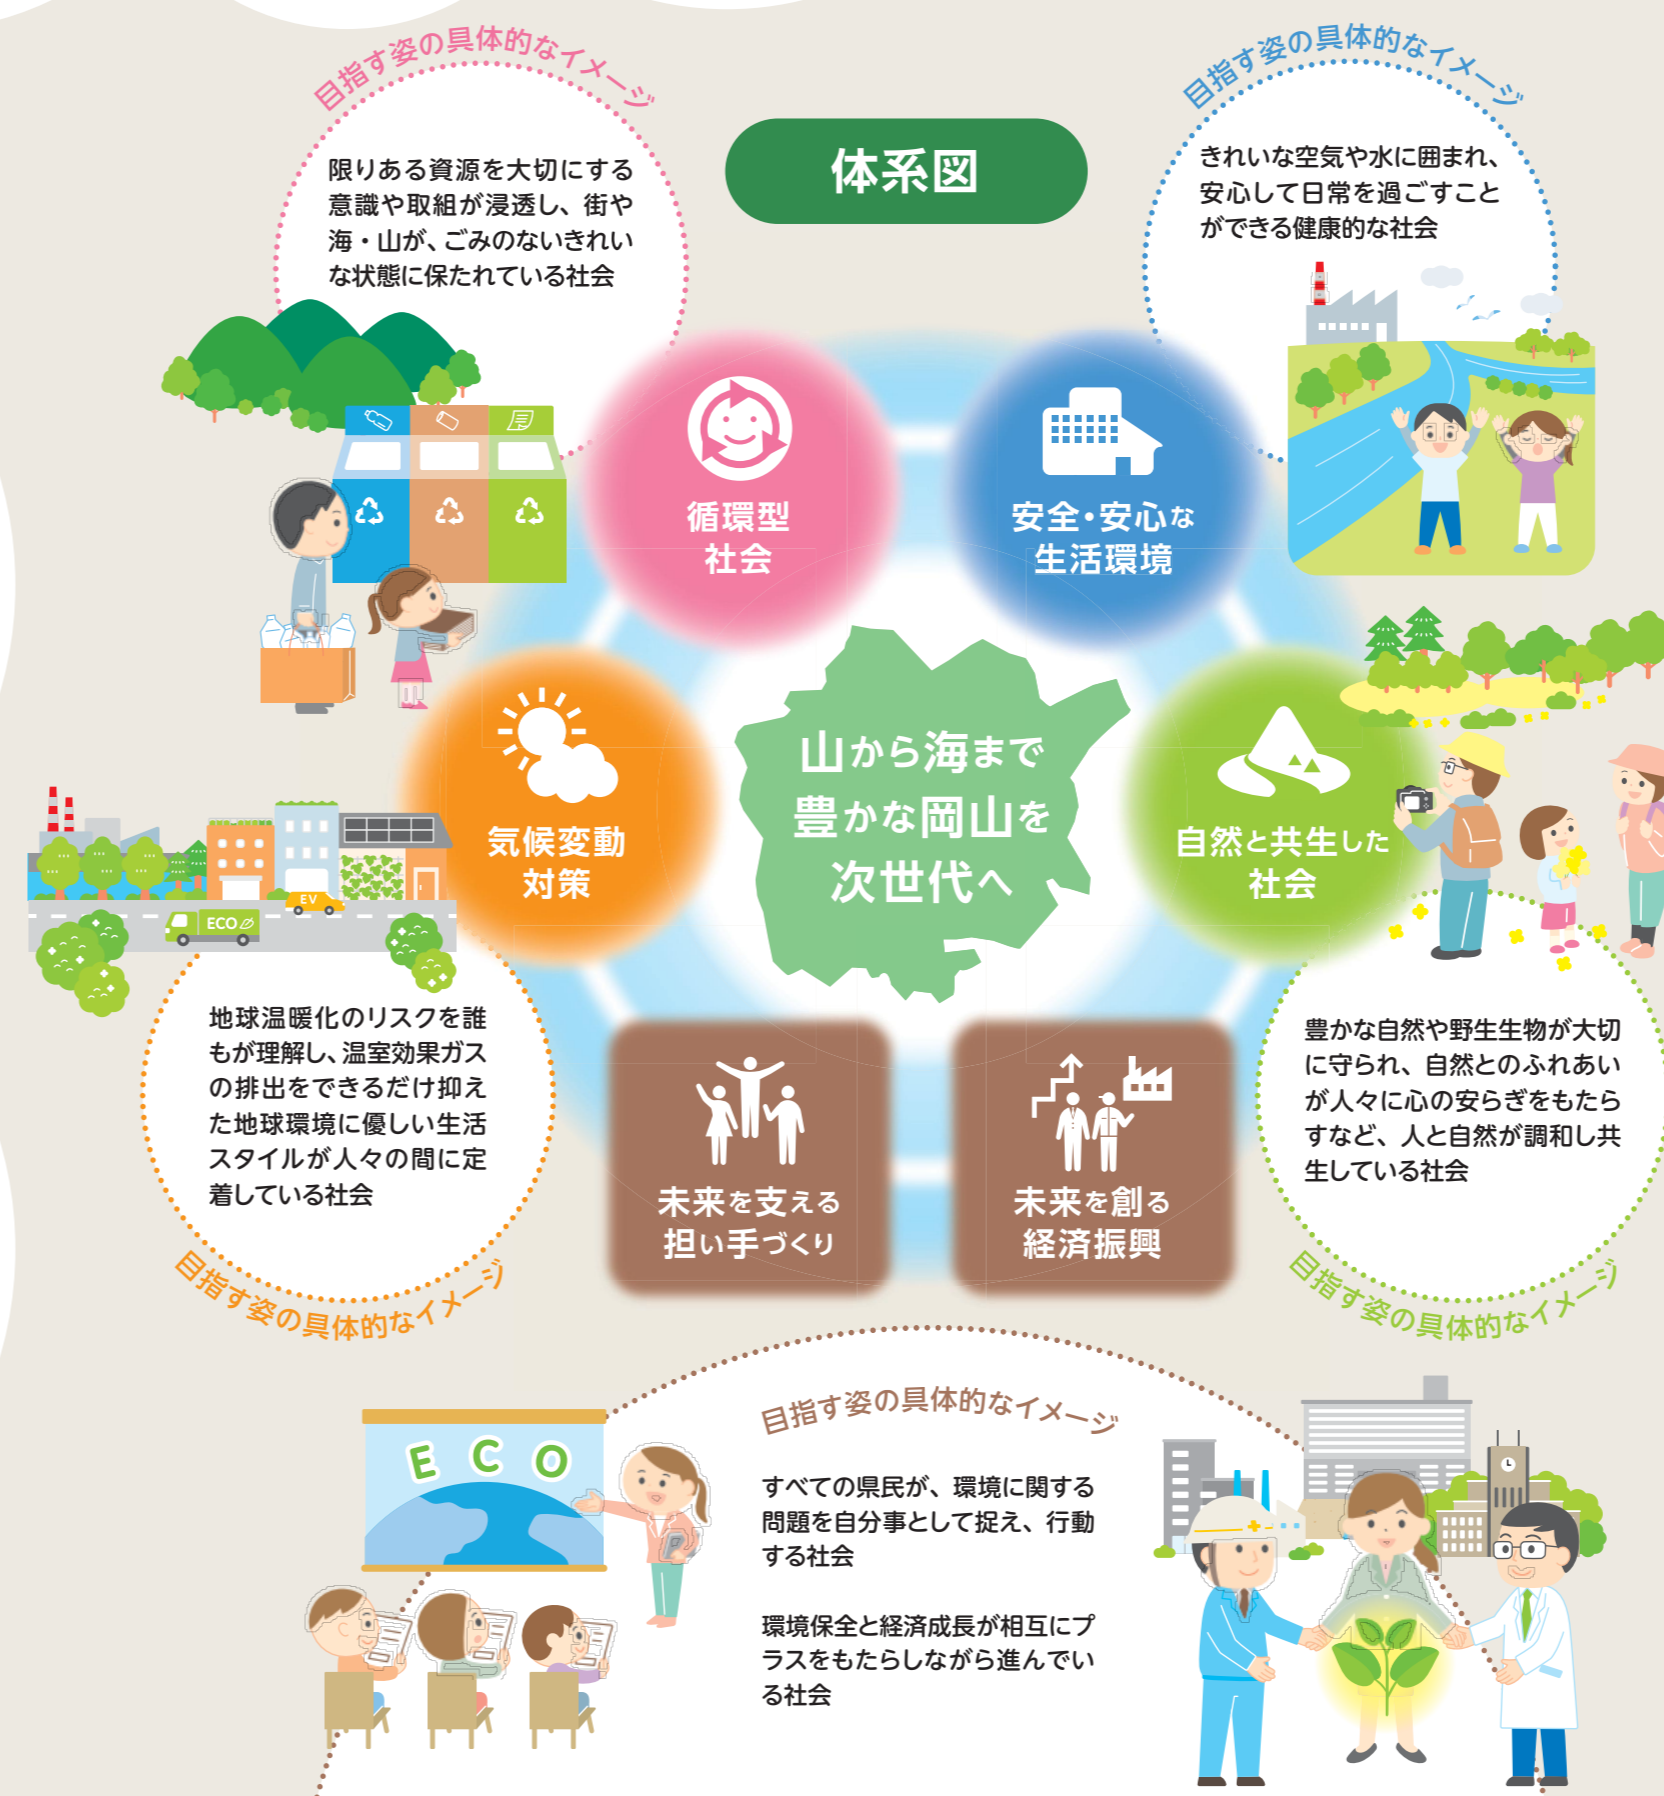 体系図
目指す姿の具体的なイメージ
限りある資源を大切にする
意識や取組が浸透し、街や
海・山が、ごみのないきれい
な状態に保たれている社会
目指す姿の具体的なイメージ
きれいな空気や水に囲まれ、
安心して日常を過ごすこと
ができる健康的な社会
循環型
社会
安全・安心な
生活環境
気候変動
対策
山から海まで
豊かな岡山を
次世代へ
自然と共生した
社会
EV
ECO
地球温暖化のリスクを誰
もが理解し、温室効果ガス
の排出をできるだけ抑え
た地球環境に優しい生活
スタイルが人々の間に定
着している社会
目指す姿の具体的なイメージ
豊かな自然や野生生物が大切
に守られ、自然とのふれあい
が人々に心の安らぎをもたら
すなど、人と自然が調和し共
生している社会
目指す姿の具体的なイメージ
未来を支える
担い手づくり
未来を創る
経済振興
目指す姿の具体的なイメージ
ECO
すべての県民が、環境に関する
問題を自分事として捉え、行動
する社会
環境保全と経済成長が相互にプ
ラスをもたらしながら進んでい
る社会